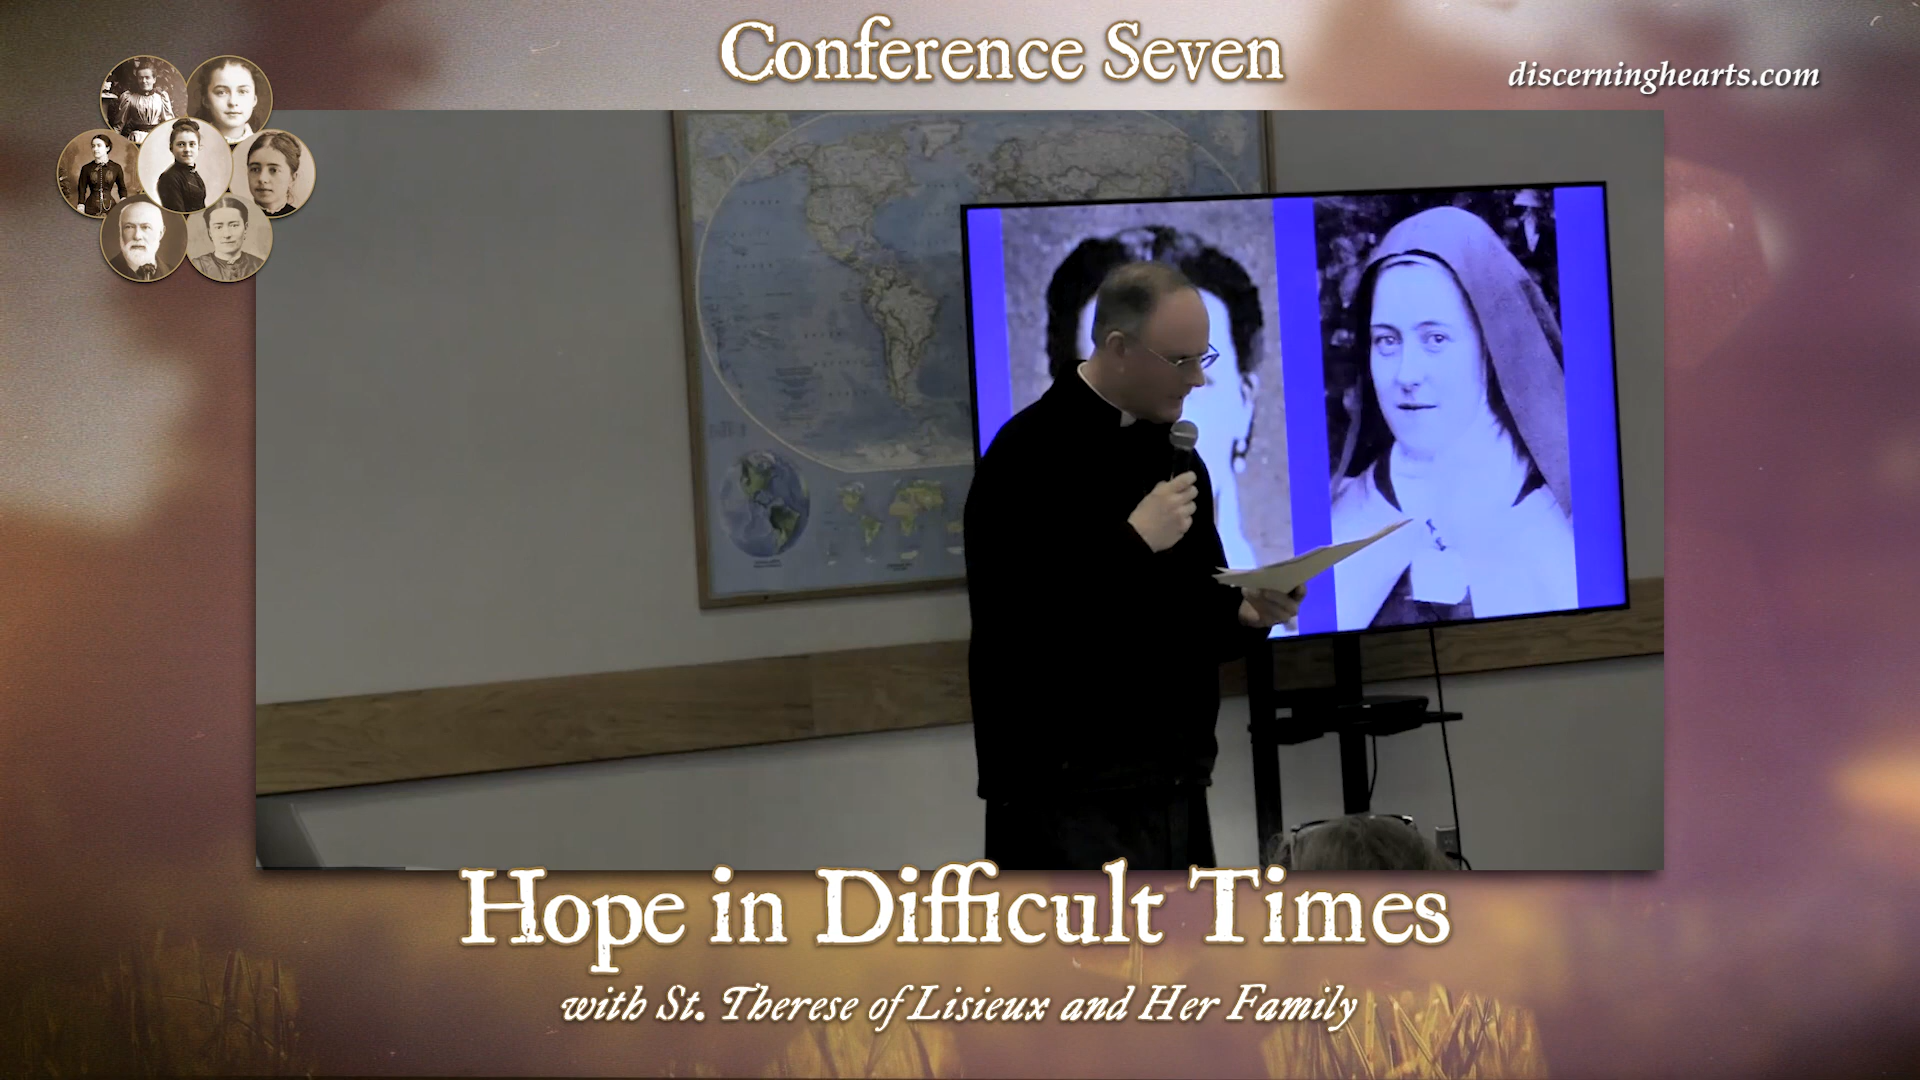 Conference Seven
discerninghearts.com
Hope in Difficult Times
with St. Therese of Lisieux and Her Family